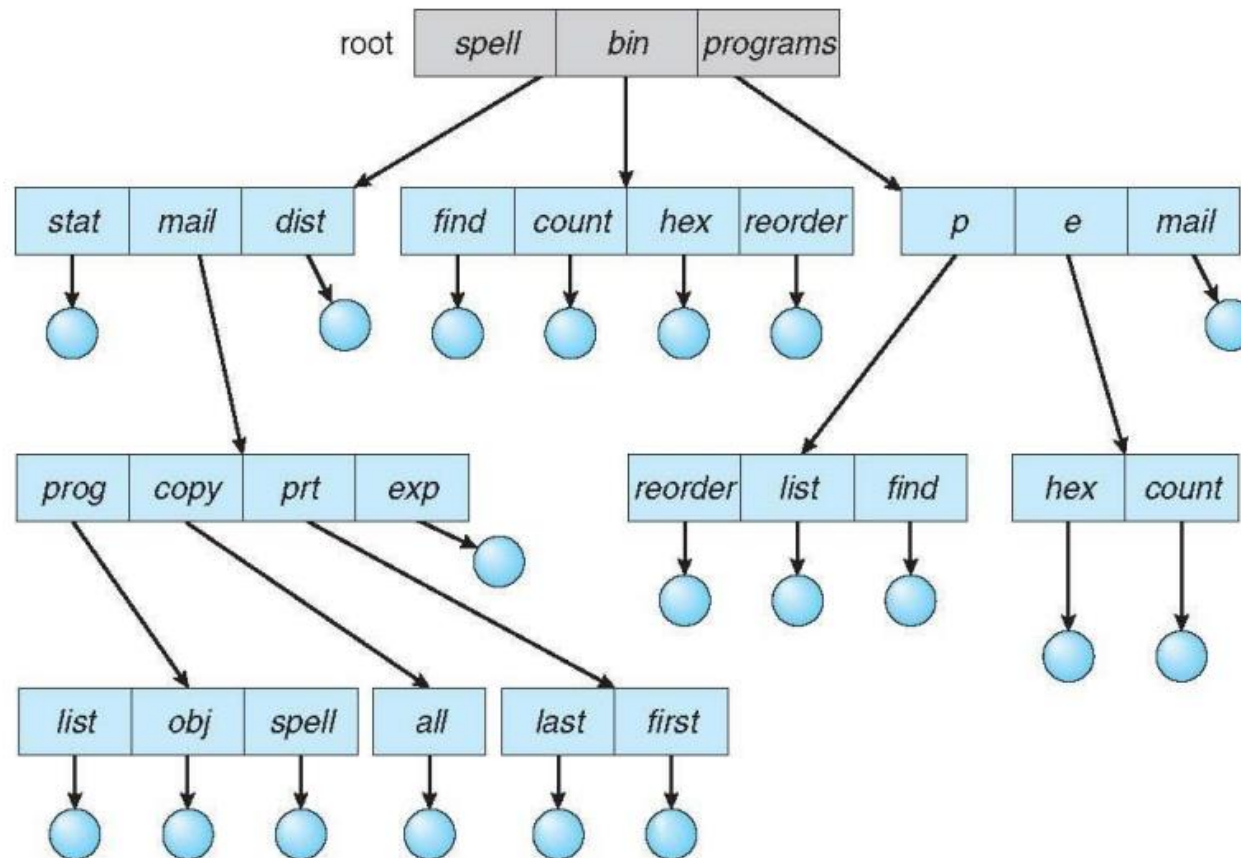 root spell bin programs
stat mail dist find count hex reorder p e mail
prog copy prt exp reorder list find hex count
list obj spell all last first